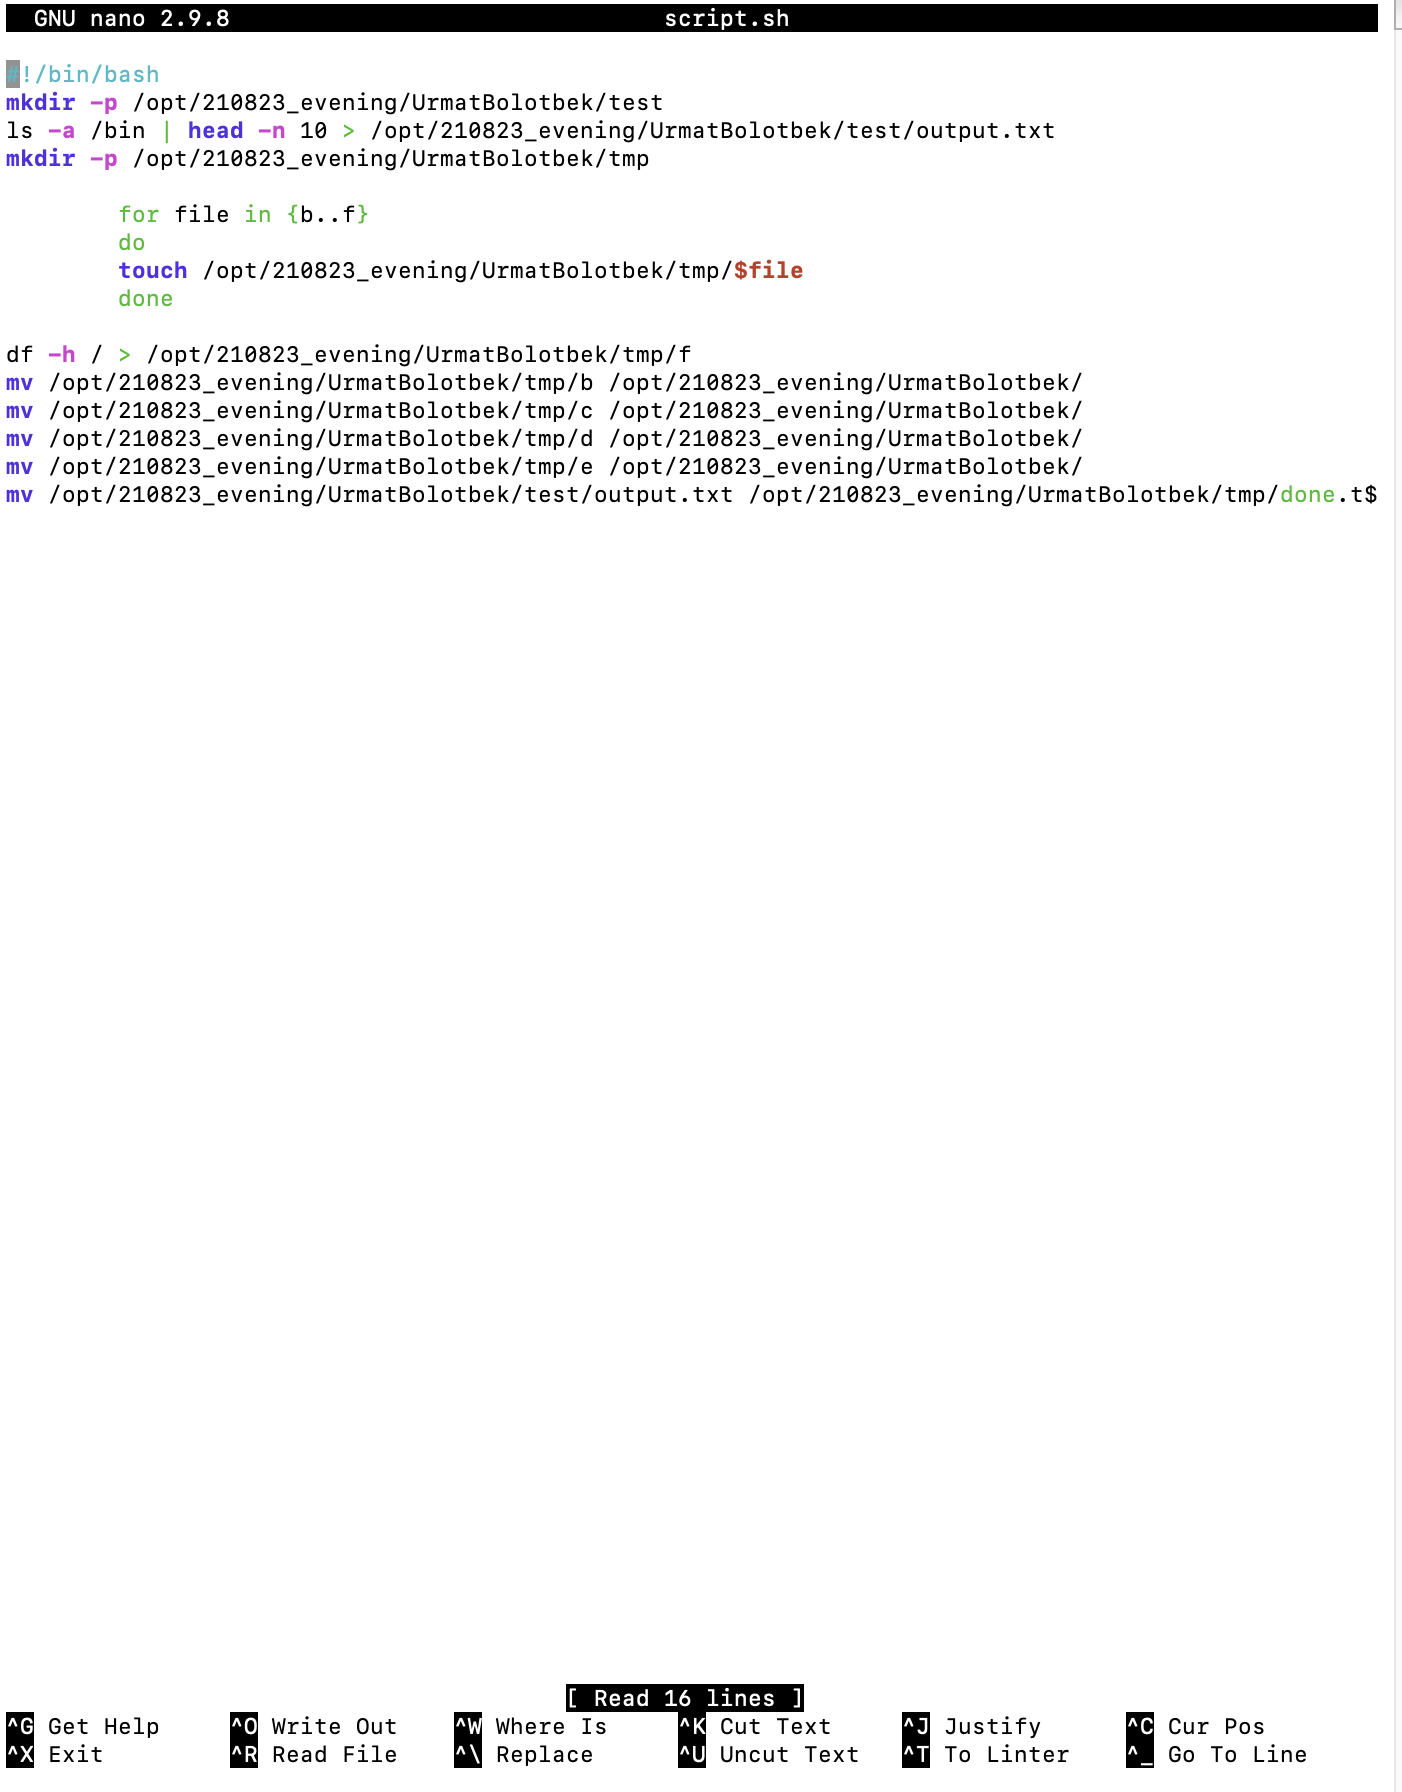 GNU nano 2.9.8 script.sh
#!/bin/bash
mkdir -p /opt/210823_evening/UrmatBolotbek/test
ls -a /bin | head -n 10 > /opt/210823_evening/UrmatBolotbek/test/output.txt
mkdir -p /opt/210823_evening/UrmatBolotbek/tmp
for file in {b..f}
do
touch /opt/210823_evening/UrmatBolotbek/tmp/$file
done
df -h / > /opt/210823_evening/UrmatBolotbek/tmp/f
mv /opt/210823_evening/UrmatBolotbek/tmp/b /opt/210823_evening/UrmatBolotbek/
mv /opt/210823_evening/UrmatBolotbek/tmp/c /opt/210823_evening/UrmatBolotbek/
mv /opt/210823_evening/UrmatBolotbek/tmp/d /opt/210823_evening/UrmatBolotbek/
mv /opt/210823_evening/UrmatBolotbek/tmp/e /opt/210823_evening/UrmatBolotbek/
mv /opt/210823_evening/UrmatBolotbek/test/output.txt /opt/210823_evening/UrmatBolotbek/tmp/done.t$
[ Read 16 lines ]
^G Get Help ^O Write Out ^W Where Is ^K Cut Text ^J Justify ^C Cur Pos
^X Exit ^R Read File ^\ Replace ^U Uncut Text ^T To Linter ^_ Go To Line